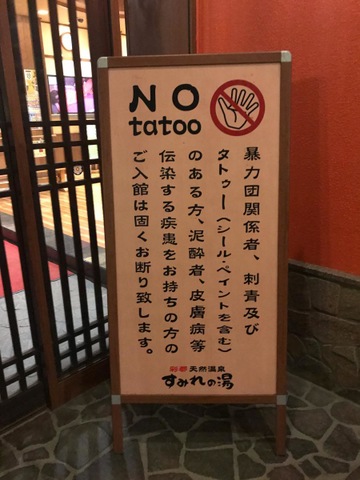 NO
tatoo
暴力団関係者、刺青及び
タトゥー(シール・ペイントを含む)
のある方、泥酔者、皮膚病等
伝染する疾患をお持ちの方の
ご入館は固くお断り致します。
彩都 天然温泉
すみれの湯